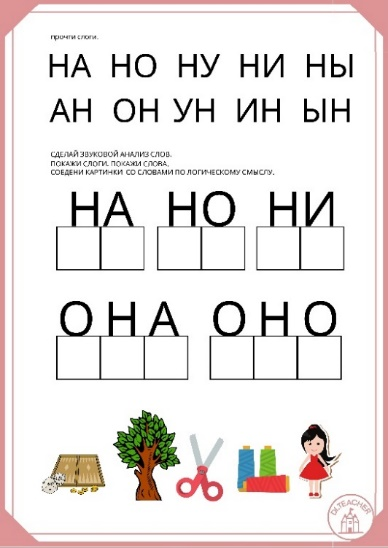 прочти слоги.
НА НО НУ НИ НЫ
АН ОН УН ИН ЫН
СДЕЛАЙ ЗВУКОВОЙ АНАЛИЗ СЛОВ.
ПОКАЖИ СЛОГИ. ПОКАЖИ СЛОВА.
СОЕДЕНИ КАРТИНКИ СО СЛОВАМИ ПО ЛОГИЧЕСКОМУ СМЫСЛУ.
НА НО НИ
ОНА ОНО